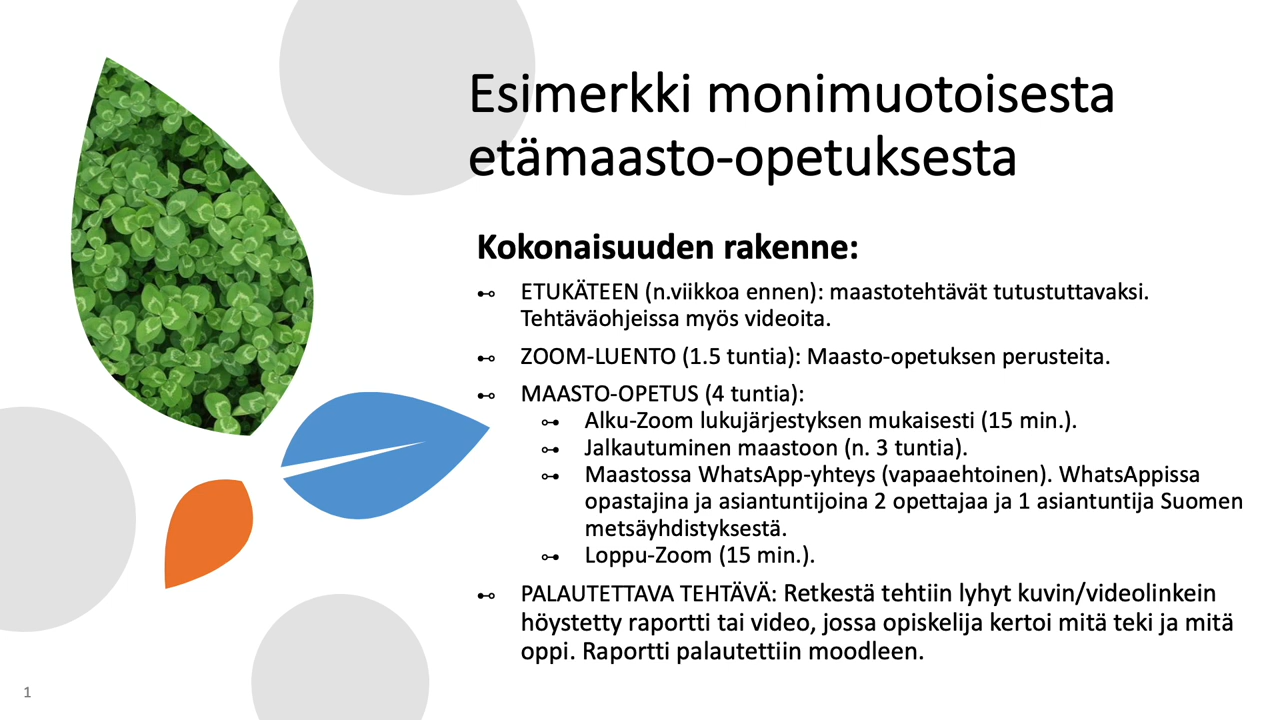 Esimerkki monimuotoisesta
etämaasto-opetuksesta
Kokonaisuuden rakenne:
ETUKÄTEEN (n.viikkoa ennen): maastotehtävät tutustuttavaksi.
Tehtäväohjeissa myös videoita.
ZOOM-LUENTO (1.5 tuntia): Maasto-opetuksen perusteita.
MAASTO-OPETUS (4 tuntia):
Alku-Zoom lukujärjestyksen mukaisesti (15 min.).
Jalkautuminen maastoon (n. 3 tuntia).
Maastossa WhatsApp-yhteys (vapaaehtoinen). WhatsAppissa
opastajina ja asiantuntijoina 2 opettajaa ja 1 asiantuntija Suomen
metsäyhdistyksestä.
Loppu-Zoom (15 min.).
PALAUTETTAVA TEHTÄVÄ: Retkestä tehtiin lyhyt kuvin/videolinkein
höystetty raportti tai video, jossa opiskelija kertoi mitä teki ja mitä
oppi. Raportti palautettiin moodleen.
1